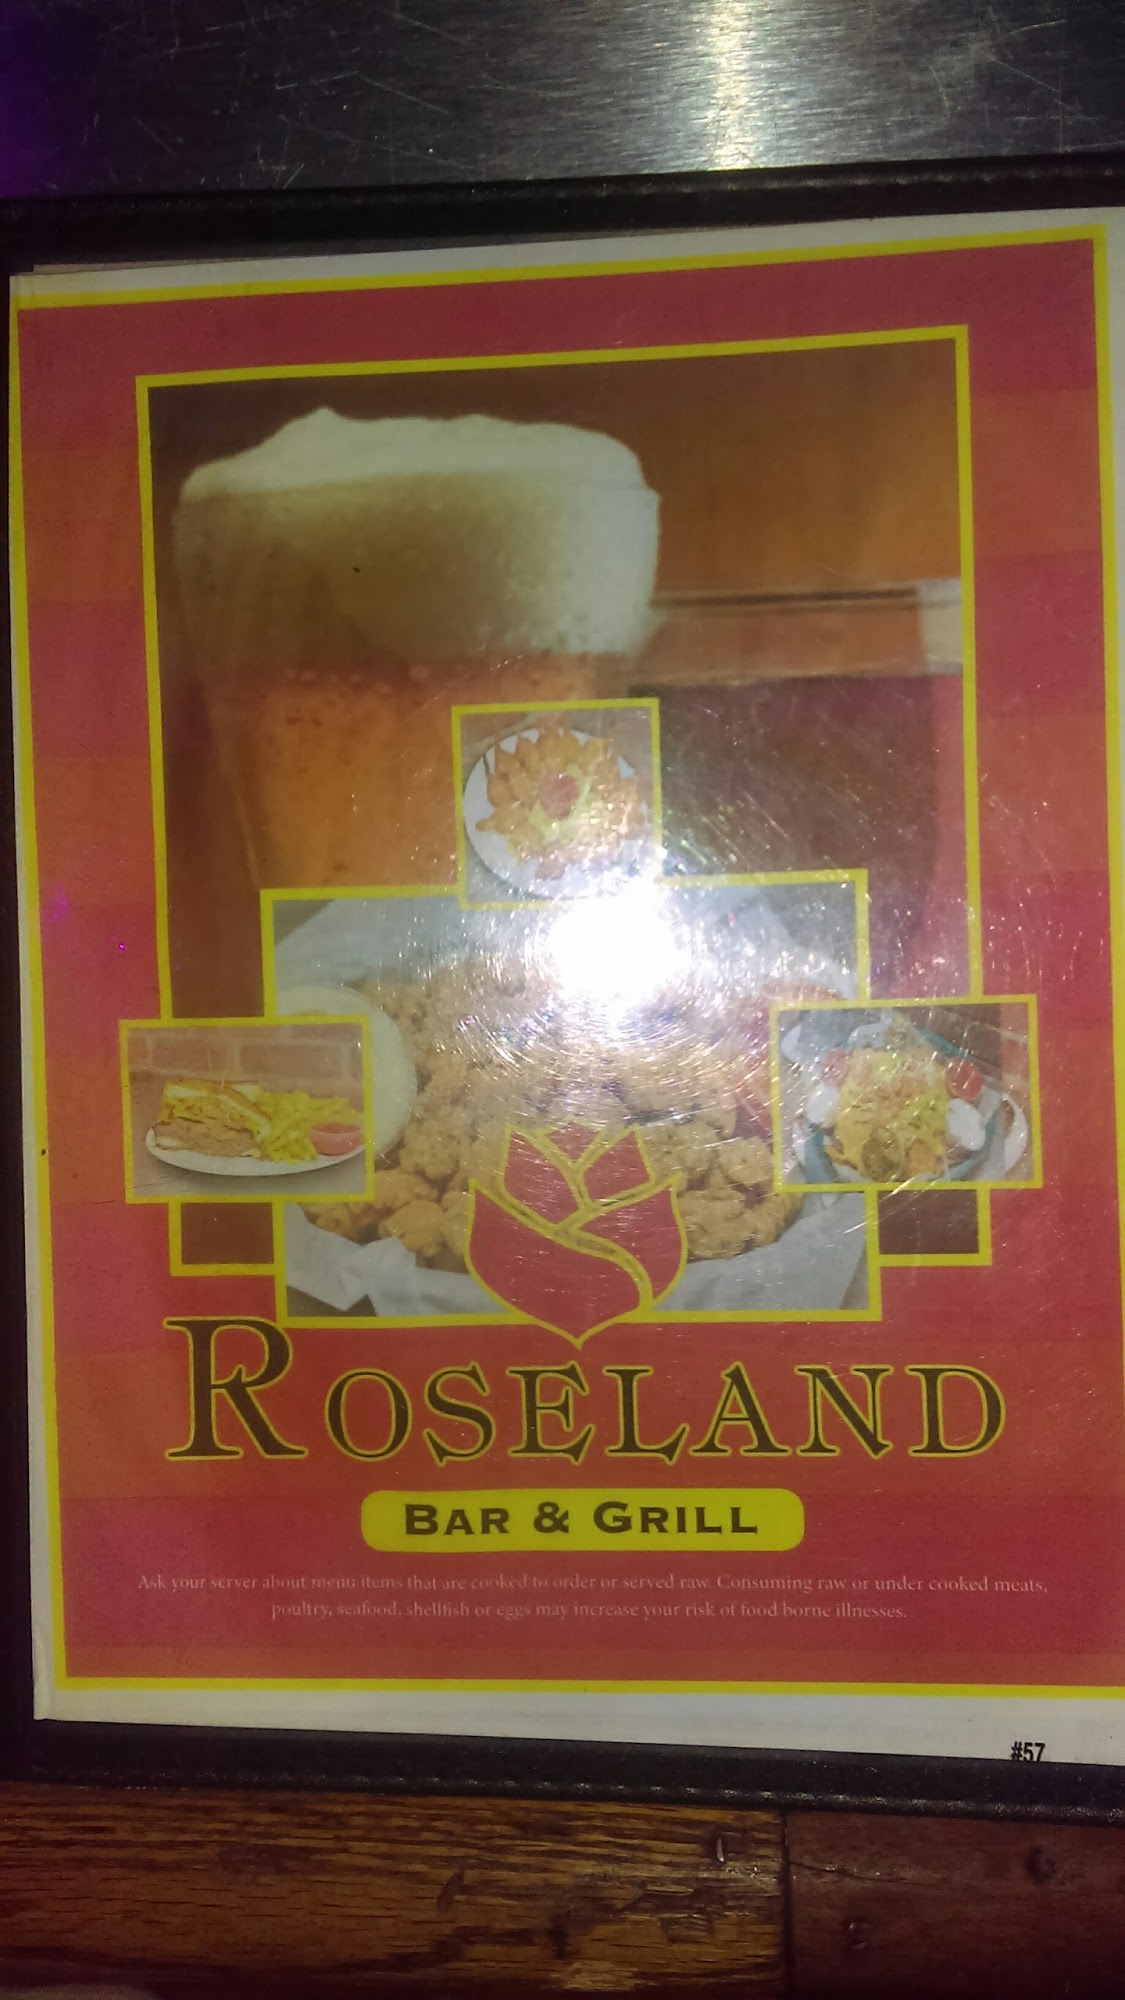 ROSELAND
BAR & GRILL
Ask your server about menu items that are cooked to order or served raw. Consuming raw or under cooked meats,
poultry, seafood, shellfish or eggs may increase your risk of food borne illnesses.
#57